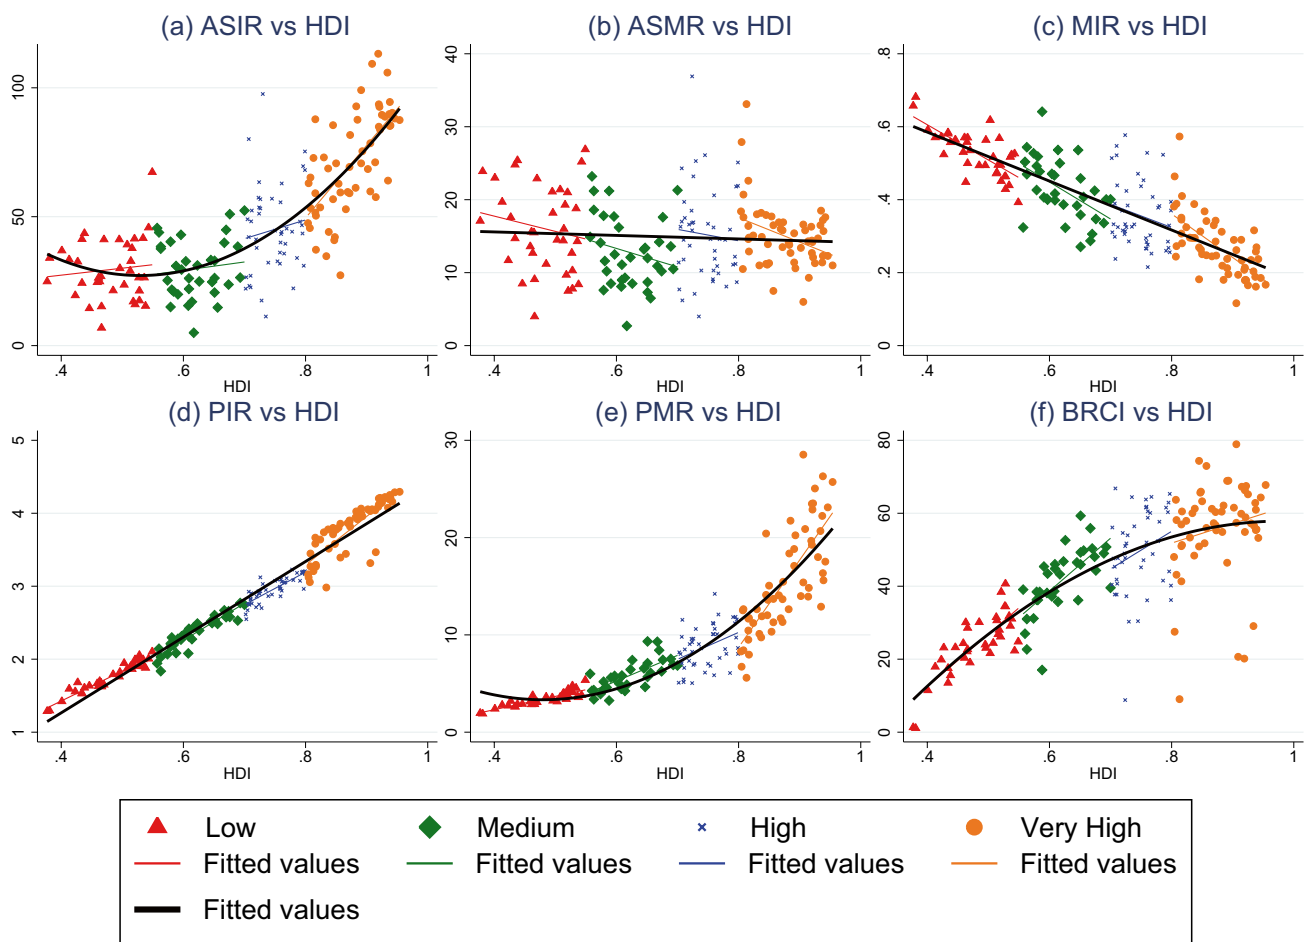 (a) ASIR vs HDI
(b) ASMR vs HDI
(c) MIR vs HDI
100
50
0
.4 .6 .8 1
HDI
40
30
20
10
0
.4 .6 .8 1
HDI
.8
.6
.4
.2
0
.4 .6 .8 1
HDI
(d) PIR vs HDI
(e) PMR vs HDI
(f) BRCI vs HDI
5
4
3
2
1
.4 .6 .8 1
HDI
30
20
10
0
.4 .6 .8 1
HDI
80
60
40
20
0
.4 .6 .8 1
HDI
Low Medium High Very High
Fitted values Fitted values Fitted values Fitted values
Fitted values